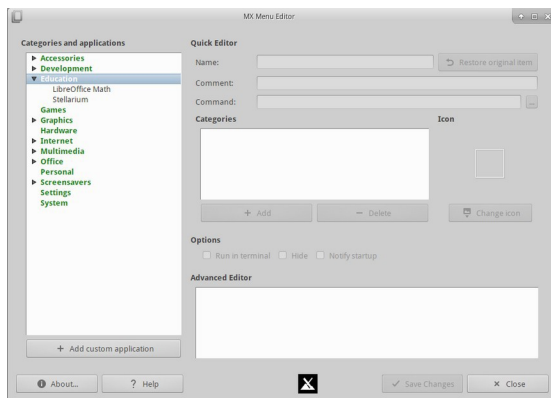 MX Menu Editor
Categories and applications
Accessories
Development
Education
LibreOffice Math
Stellarium
Games
Graphics
Hardware
Internet
Multimedia
Office
Personal
Screensavers
Settings
System
+ Add custom application
Quick Editor
Name:
Restore original item
Comment:
Command:
...
Categories
Icon
+ Add
− Delete
Change icon
Options
Run in terminal
Hide
Notify startup
Advanced Editor
About...
? Help
Save Changes
× Close